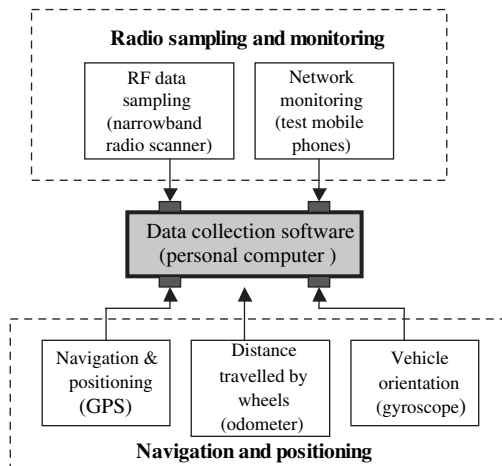 Radio sampling and monitoring
RF data
sampling
(narrowband
radio scanner)
Network
monitoring
(test mobile
phones)
Data collection software
(personal computer )
Navigation &
positioning
(GPS)
Distance
travelled by
wheels
(odometer)
Vehicle
orientation
(gyroscope)
Navigation and positioning